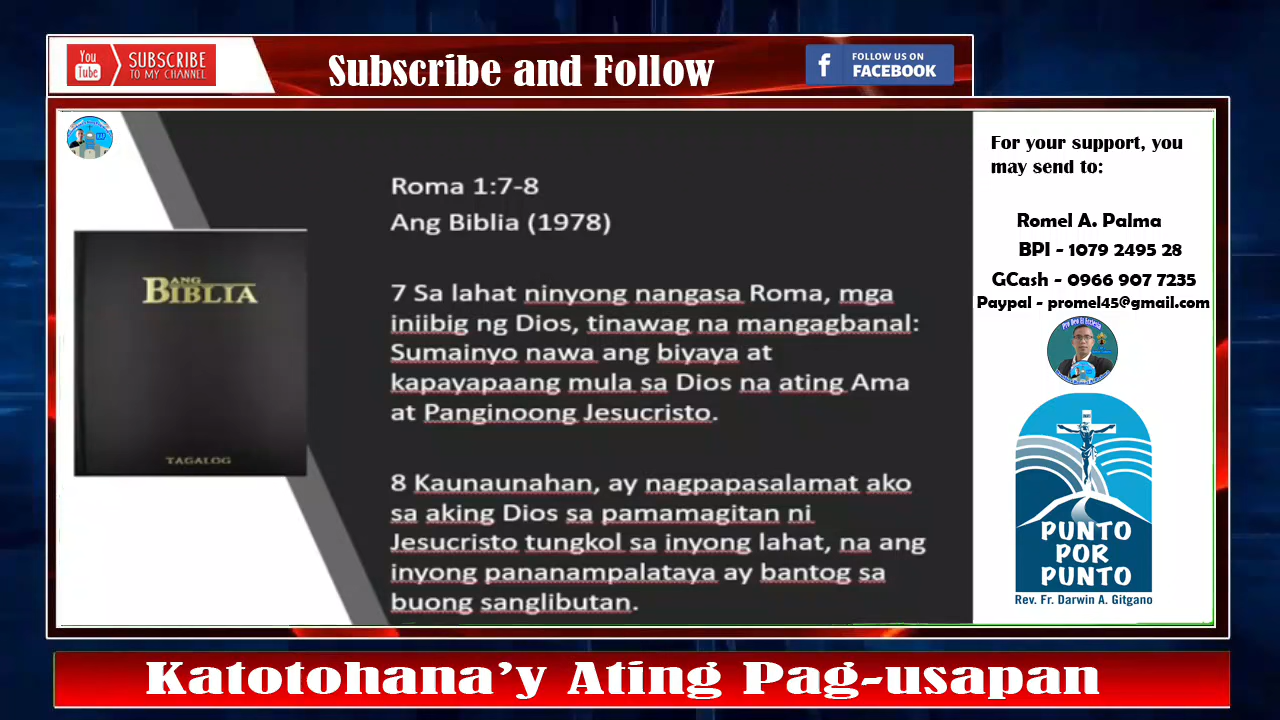 You
Tube
SUBSCRIBE
TO MY CHANNEL
Subscribe and Follow
f
FOLLOW US ON
FACEBOOK
Roma 1:7-8
Ang Biblia (1978)
7 Sa lahat ninyong nangasa Roma, mga
iniibig ng Dios, tinawag na mangagbanal:
Sumainyo nawa ang biyaya at
kapayapaang mula sa Dios na ating Ama
at Panginoong Jesucristo.
8 Kaunaunahan, ay nagpapasalamat ako
sa aking Dios sa pamamagitan ni
Jesucristo tungkol sa inyong lahat, na ang
inyong pananampalataya ay bantog sa
buong sanglibutan.
ANG
BIBLIA
TAGALOG
For your support, you
may send to:
Romel A. Palma
BPI - 1079 2495 28
GCash - 0966 907 7235
Paypal - promel45@gmail.com
Pro Deo Et Ecclesia
PUNTO
POR
PUNTO
Rev. Fr. Darwin A. Gitgano
Katotohana'y Ating Pag-usapan